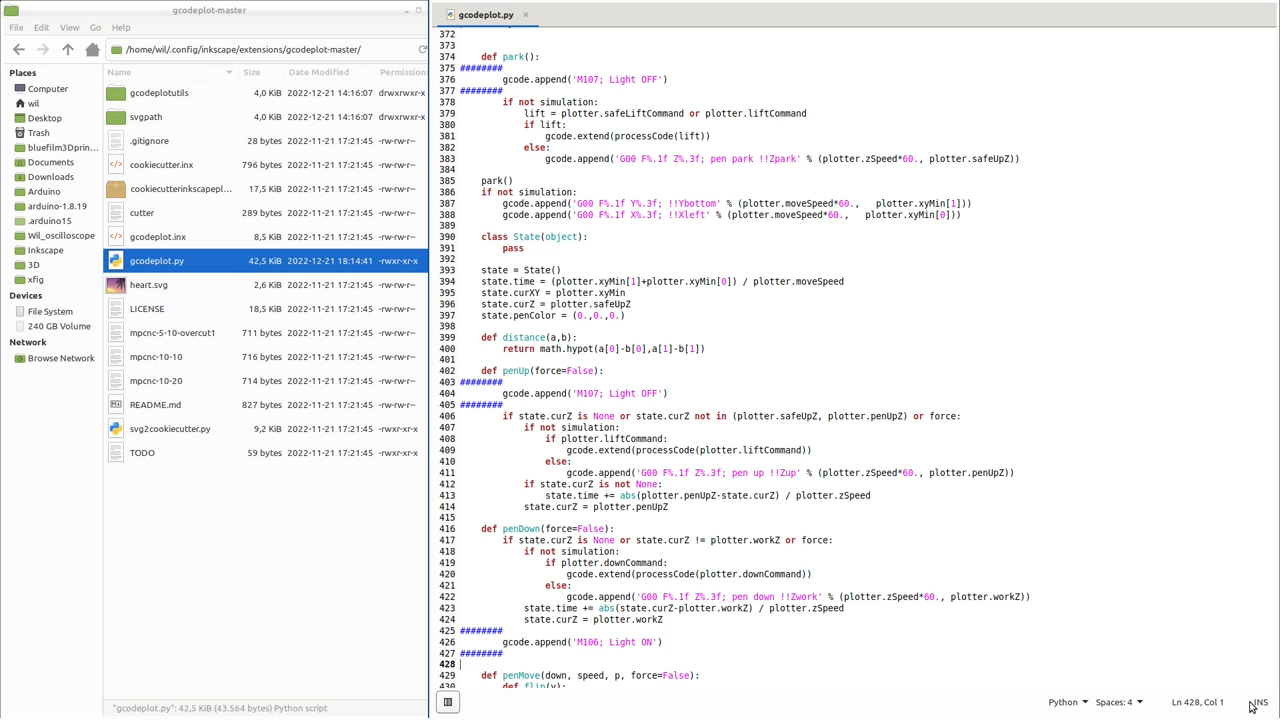 gcodeplot-master
File Edit View Go Help
/home/wil/.config/inkscape/extensions/gcodeplot-master/
Places
Computer
wil
Desktop
Trash
bluefilm3Dprin...
Documents
Downloads
Arduino
arduino-1.8.19
.arduino15
Wil_oscilloscope
Inkscape
3D
xfig
Devices
File System
240 GB Volume
Network
Browse Network
Name Size Date Modified Permissions
gcodeplotutils 4,0 KiB 2022-12-21 14:16:07 drwxrwxr-x
svgpath 4,0 KiB 2022-12-21 14:16:07 drwxrwxr-x
.gitignore 28 bytes 2022-11-21 17:21:45 -rw-rw-r--
cookiecutter.inx 796 bytes 2022-11-21 17:21:45 -rw-rw-r--
cookiecutterinkscapepl... 17,5 KiB 2022-11-21 17:21:45 -rw-rw-r--
cutter 289 bytes 2022-11-21 17:21:45 -rw-rw-r--
gcodeplot.inx 8,5 KiB 2022-11-21 17:21:45 -rw-rw-r--
gcodeplot.py 42,5 KiB 2022-12-21 18:14:41 -rwxr-xr-x
heart.svg 2,6 KiB 2022-11-21 17:21:45 -rw-rw-r--
LICENSE 18,5 KiB 2022-11-21 17:21:45 -rw-rw-r--
mpcnc-5-10-overcut1 711 bytes 2022-11-21 17:21:45 -rw-rw-r--
mpcnc-10-10 716 bytes 2022-11-21 17:21:45 -rw-rw-r--
mpcnc-10-20 714 bytes 2022-11-21 17:21:45 -rw-rw-r--
README.md 827 bytes 2022-11-21 17:21:45 -rw-rw-r--
svg2cookiecutter.py 9,2 KiB 2022-11-21 17:21:45 -rwxr-xr-x
TODO 59 bytes 2022-11-21 17:21:45 -rw-rw-r--
"gcodeplot.py": 42,5 KiB (43.564 bytes) Python script
gcodeplot.py
372
373
374 def park():
375 ########
376 gcode.append('M107; Light OFF')
377 ########
378 if not simulation:
379 lift = plotter.safeLiftCommand or plotter.liftCommand
380 if lift:
381 gcode.extend(processCode(lift))
382 else:
383 gcode.append('G00 F%.1f Z%.3f; pen park !!Zpark' % (plotter.zSpeed*60., plotter.safeUpZ))
384
385 park()
386 if not simulation:
387 gcode.append('G00 F%.1f Y%.3f; !!Ybottom' % (plotter.moveSpeed*60., plotter.xyMin[1]))
388 gcode.append('G00 F%.1f X%.3f; !!Xleft' % (plotter.moveSpeed*60., plotter.xyMin[0]))
389
390 class State(object):
391 pass
392
393 state = State()
394 state.time = (plotter.xyMin[1]+plotter.xyMin[0]) / plotter.moveSpeed
395 state.curXY = plotter.xyMin
396 state.curZ = plotter.safeUpZ
397 state.penColor = (0.,0.,0.)
398
399 def distance(a,b):
400 return math.hypot(a[0]-b[0],a[1]-b[1])
401
402 def penUp(force=False):
403 ########
404 gcode.append('M107; Light OFF')
405 ########
406 if state.curZ is None or state.curZ not in (plotter.safeUpZ, plotter.penUpZ) or force:
407 if not simulation:
408 if plotter.liftCommand:
409 gcode.extend(processCode(plotter.liftCommand))
410 else:
411 gcode.append('G00 F%.1f Z%.3f; pen up !!Zup' % (plotter.zSpeed*60., plotter.penUpZ))
412 if state.curZ is not None:
413 state.time += abs(plotter.penUpZ-state.curZ) / plotter.zSpeed
414 state.curZ = plotter.penUpZ
415
416 def penDown(force=False):
417 if state.curZ is None or state.curZ != plotter.workZ or force:
418 if not simulation:
419 if plotter.downCommand:
420 gcode.extend(processCode(plotter.downCommand))
421 else:
422 gcode.append('G00 F%.1f Z%.3f; pen down !!Zwork' % (plotter.zSpeed*60., plotter.workZ))
423 state.time += abs(state.curZ-plotter.workZ) / plotter.zSpeed
424 state.curZ = plotter.workZ
425 ########
426 gcode.append('M106; Light ON')
427 ########
428
429 def penMove(down, speed, p, force=False):
430 def flip(y):
Python Spaces: 4 Ln 428, Col 1 INS